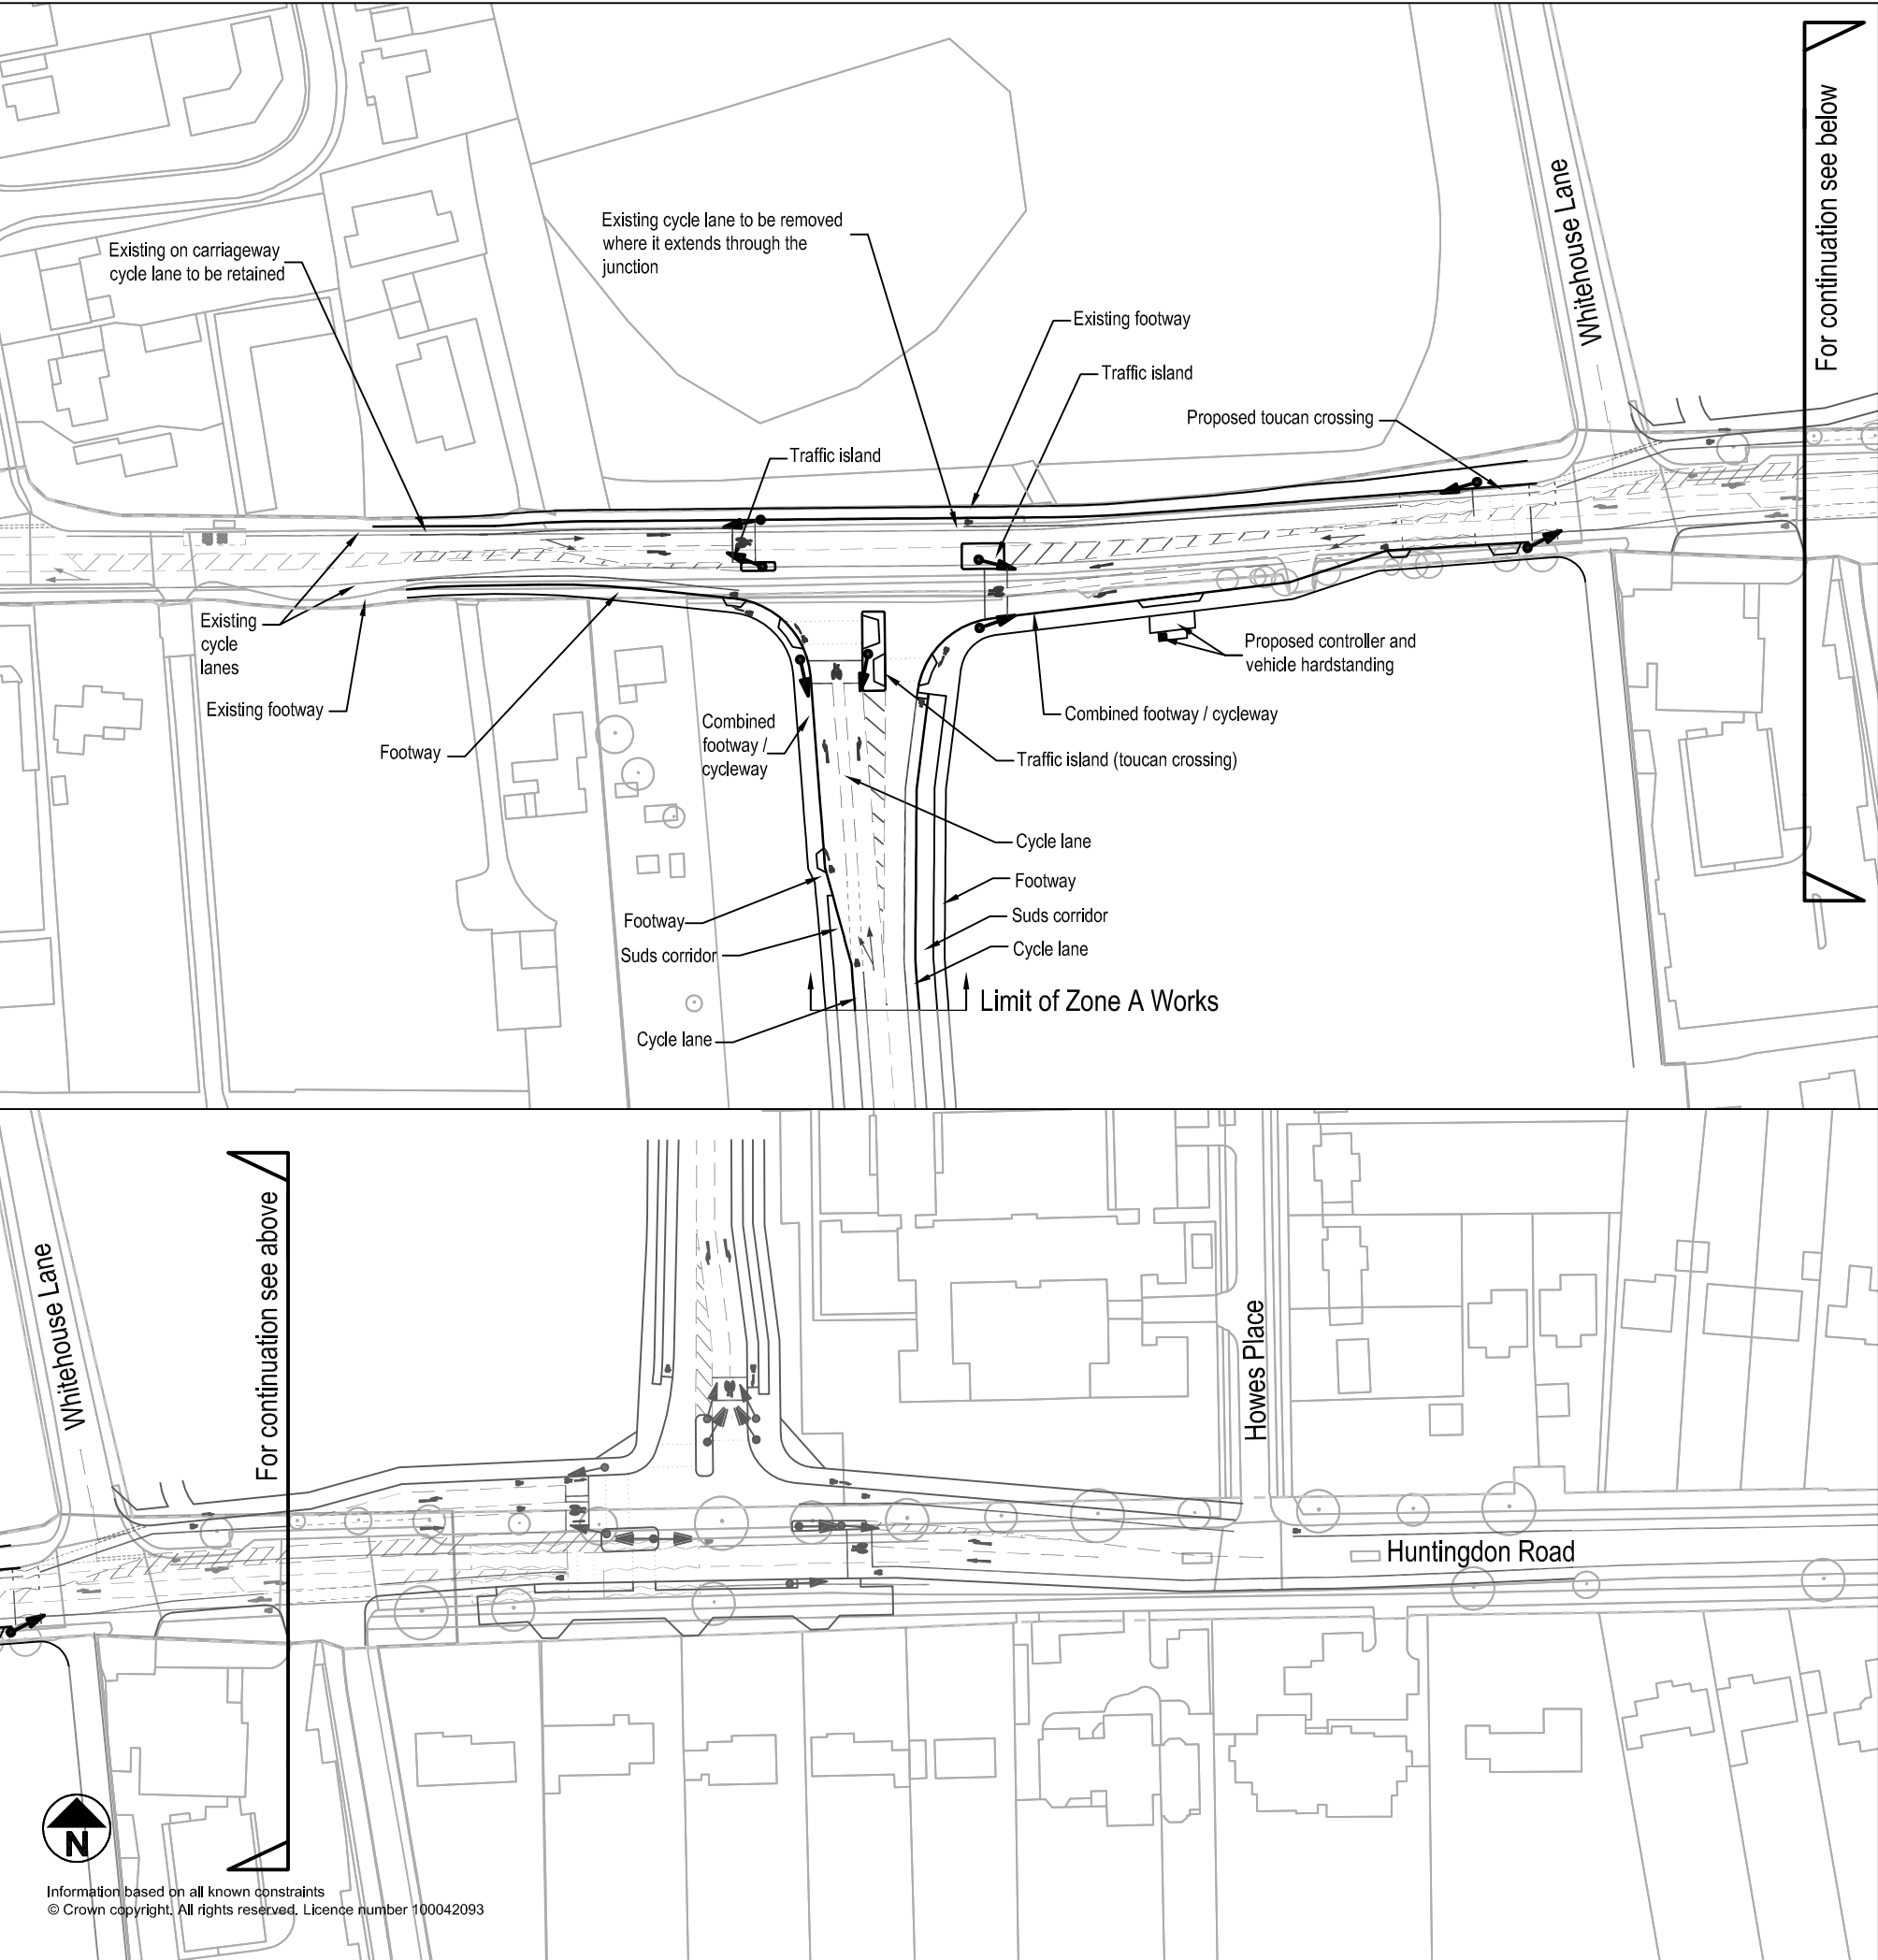 Existing on carriageway
cycle lane to be retained
Existing cycle lane to be removed
where it extends through the
junction
Existing footway
Traffic island
Proposed toucan crossing
Traffic island
Whitehouse Lane
For continuation see below
Existing
cycle
lanes
Existing footway
Footway
Combined
footway /
cycleway
Proposed controller and
vehicle hardstanding
Combined footway / cycleway
Traffic island (toucan crossing)
Cycle lane
Footway
Suds corridor
Cycle lane
Footway
Suds corridor
Cycle lane
Limit of Zone A Works
Whitehouse Lane
For continuation see above
Howes Place
Huntingdon Road
N
Information based on all known constraints
© Crown copyright. All rights reserved. Licence number 100042093